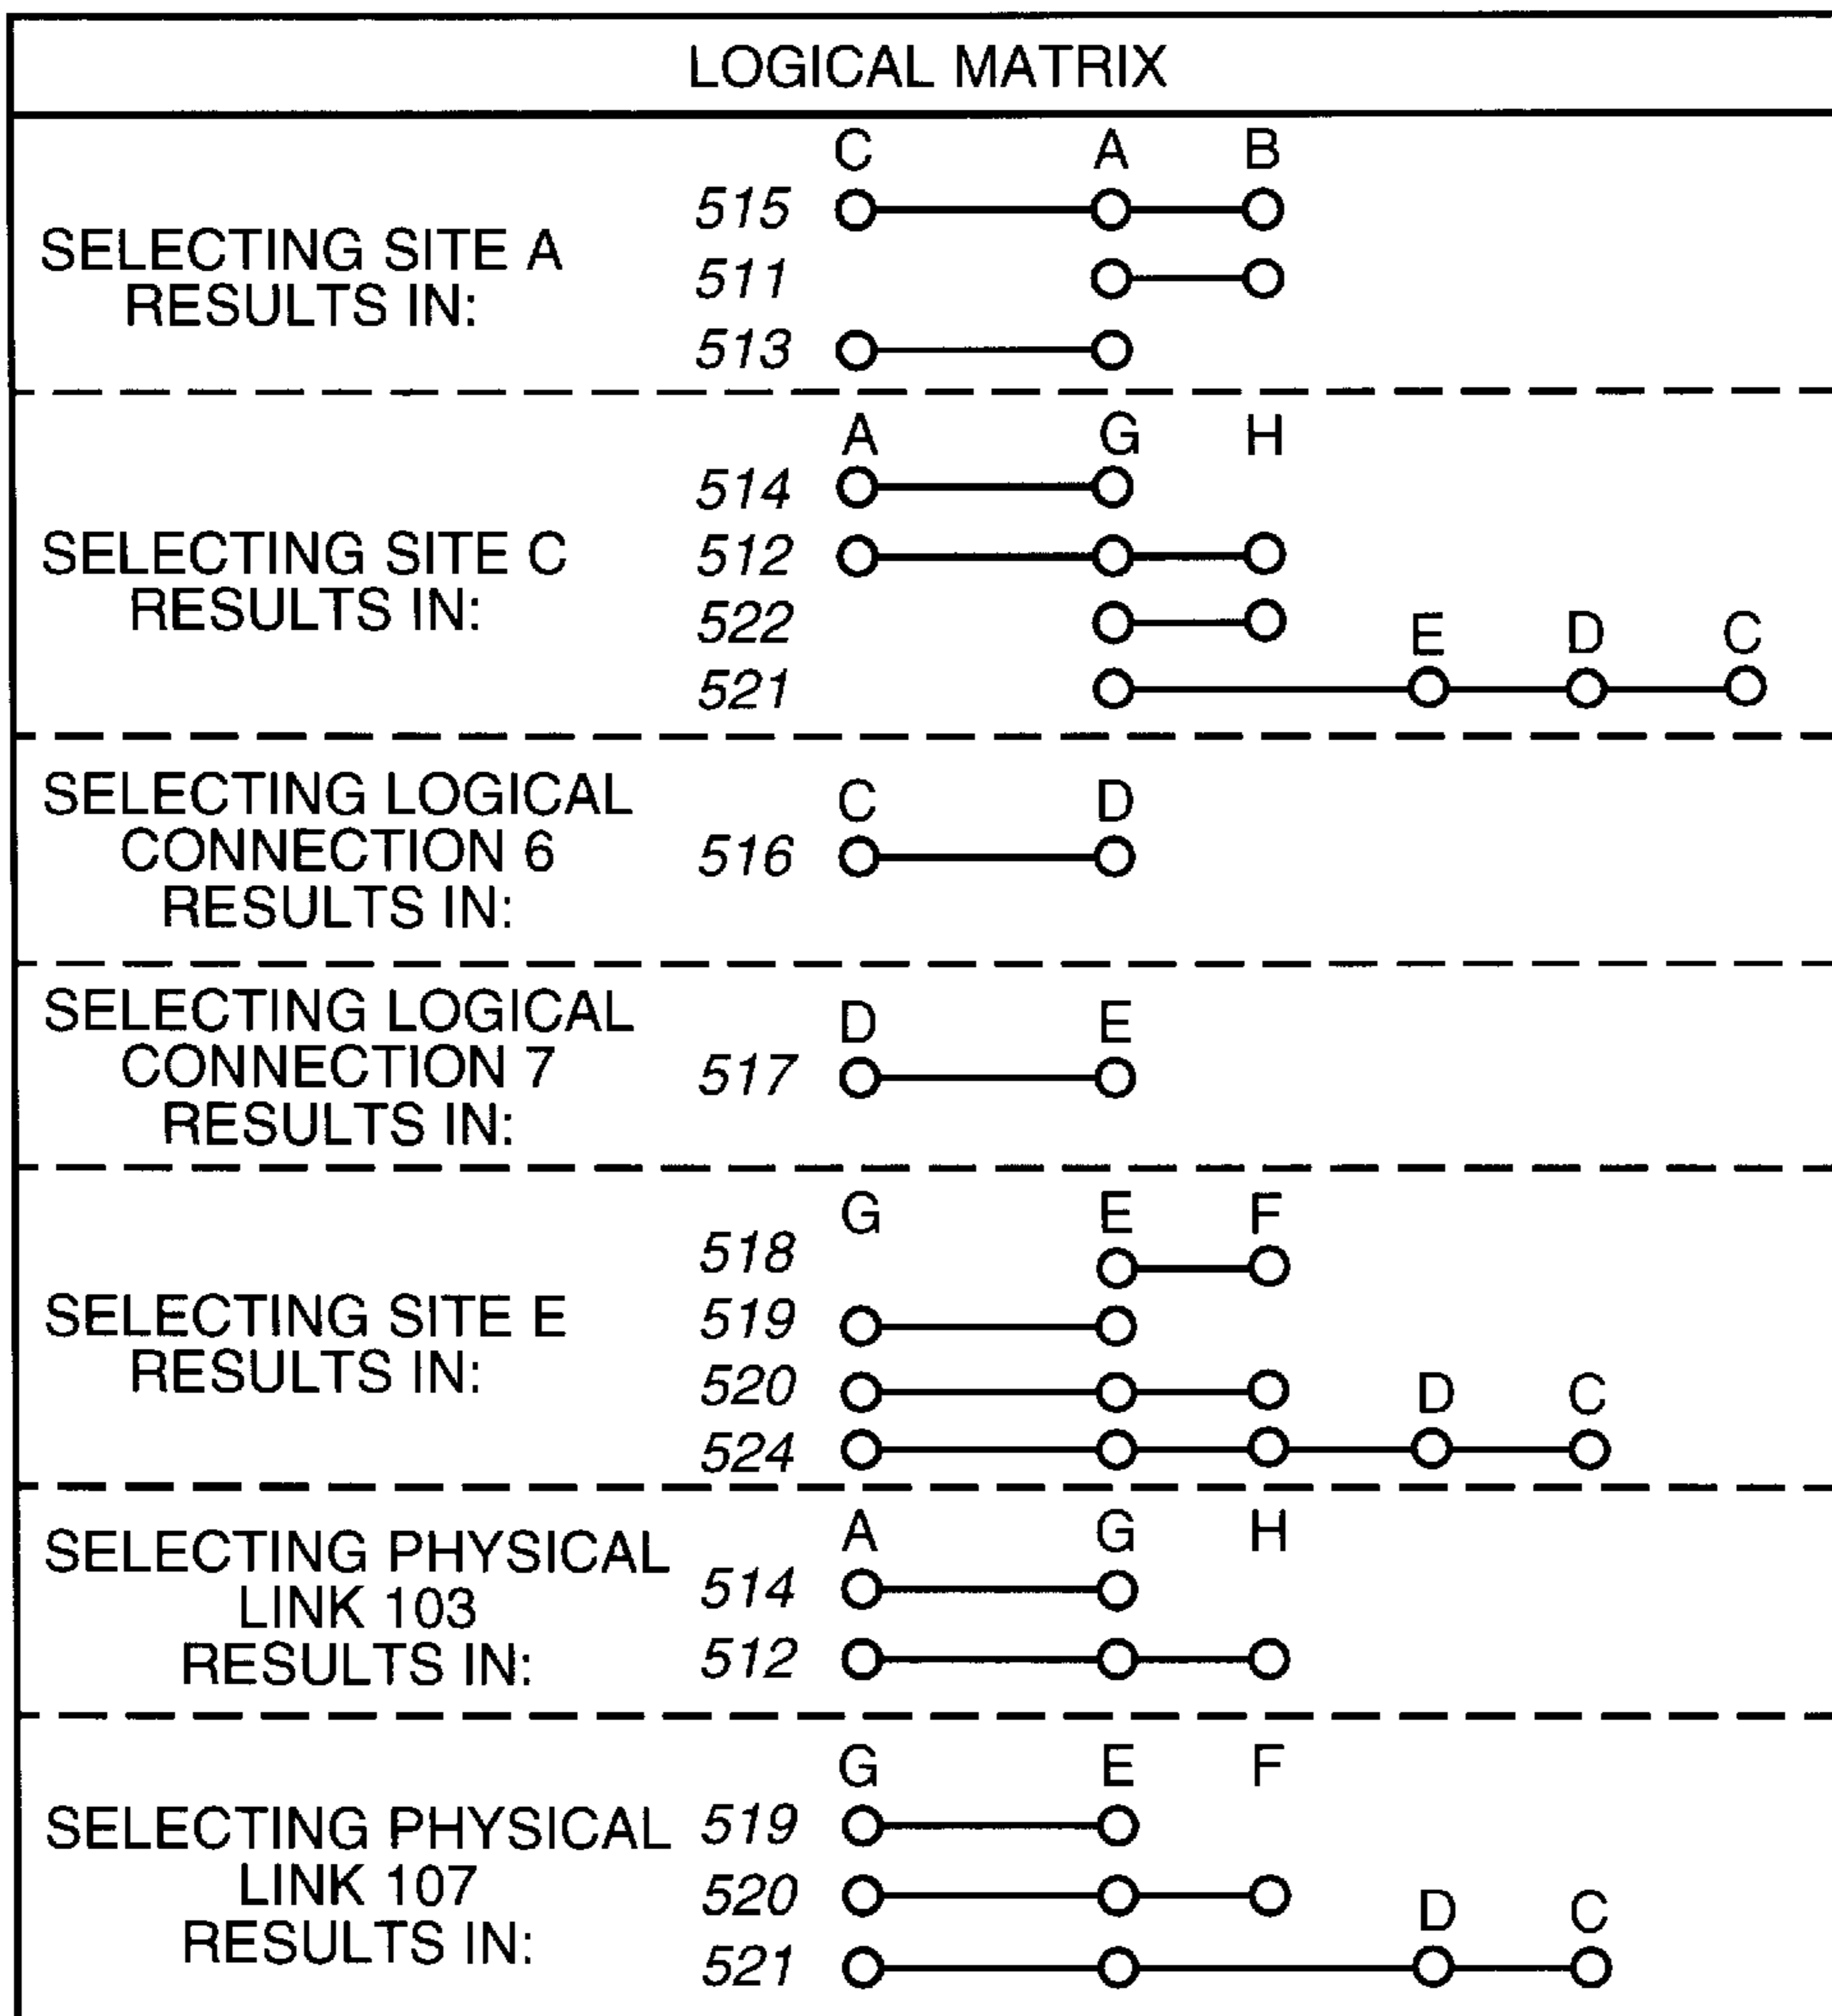 LOGICAL MATRIX
C A B
515
SELECTING SITE A
RESULTS IN:
511
513
A G H
514
SELECTING SITE C
RESULTS IN:
512
522
E D C
521
SELECTING LOGICAL
CONNECTION 6
RESULTS IN:
C D
516
SELECTING LOGICAL
CONNECTION 7
RESULTS IN:
D E
517
G E F
518
SELECTING SITE E
RESULTS IN:
519
520
D C
524
SELECTING PHYSICAL
LINK 103
RESULTS IN:
A G H
514
512
G E F
SELECTING PHYSICAL
LINK 107
RESULTS IN:
519
520
D C
521